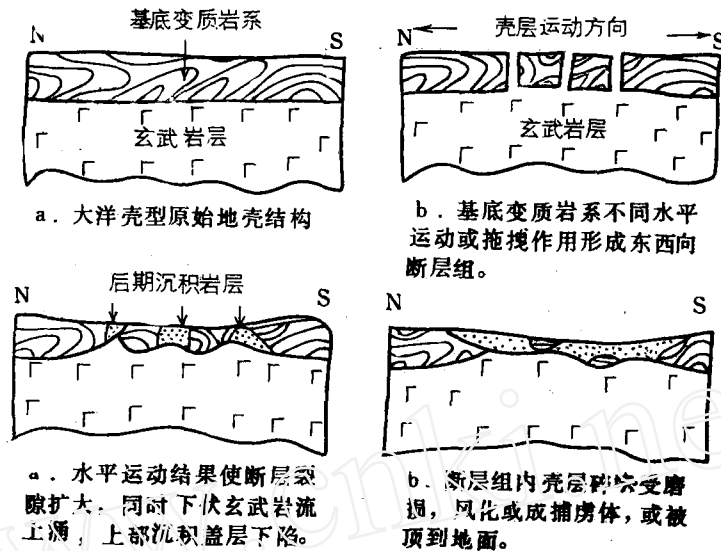 基底变质岩系
N
S
玄武岩层
a．大洋壳型原始地壳结构
壳层运动方向
N
S
玄武岩层
b．基底变质岩系不同水平
运动或拖拽作用形成东西向
断层组。
后期沉积岩层
N
S
a．水平运动结果使断层裂
隙扩大，同时下伏玄武岩流
上涌，上部沉积盖层下陷。
N
S
b．断层组内壳层碎块受磨
损，风化或成捕虏体，或被
顶到地面。